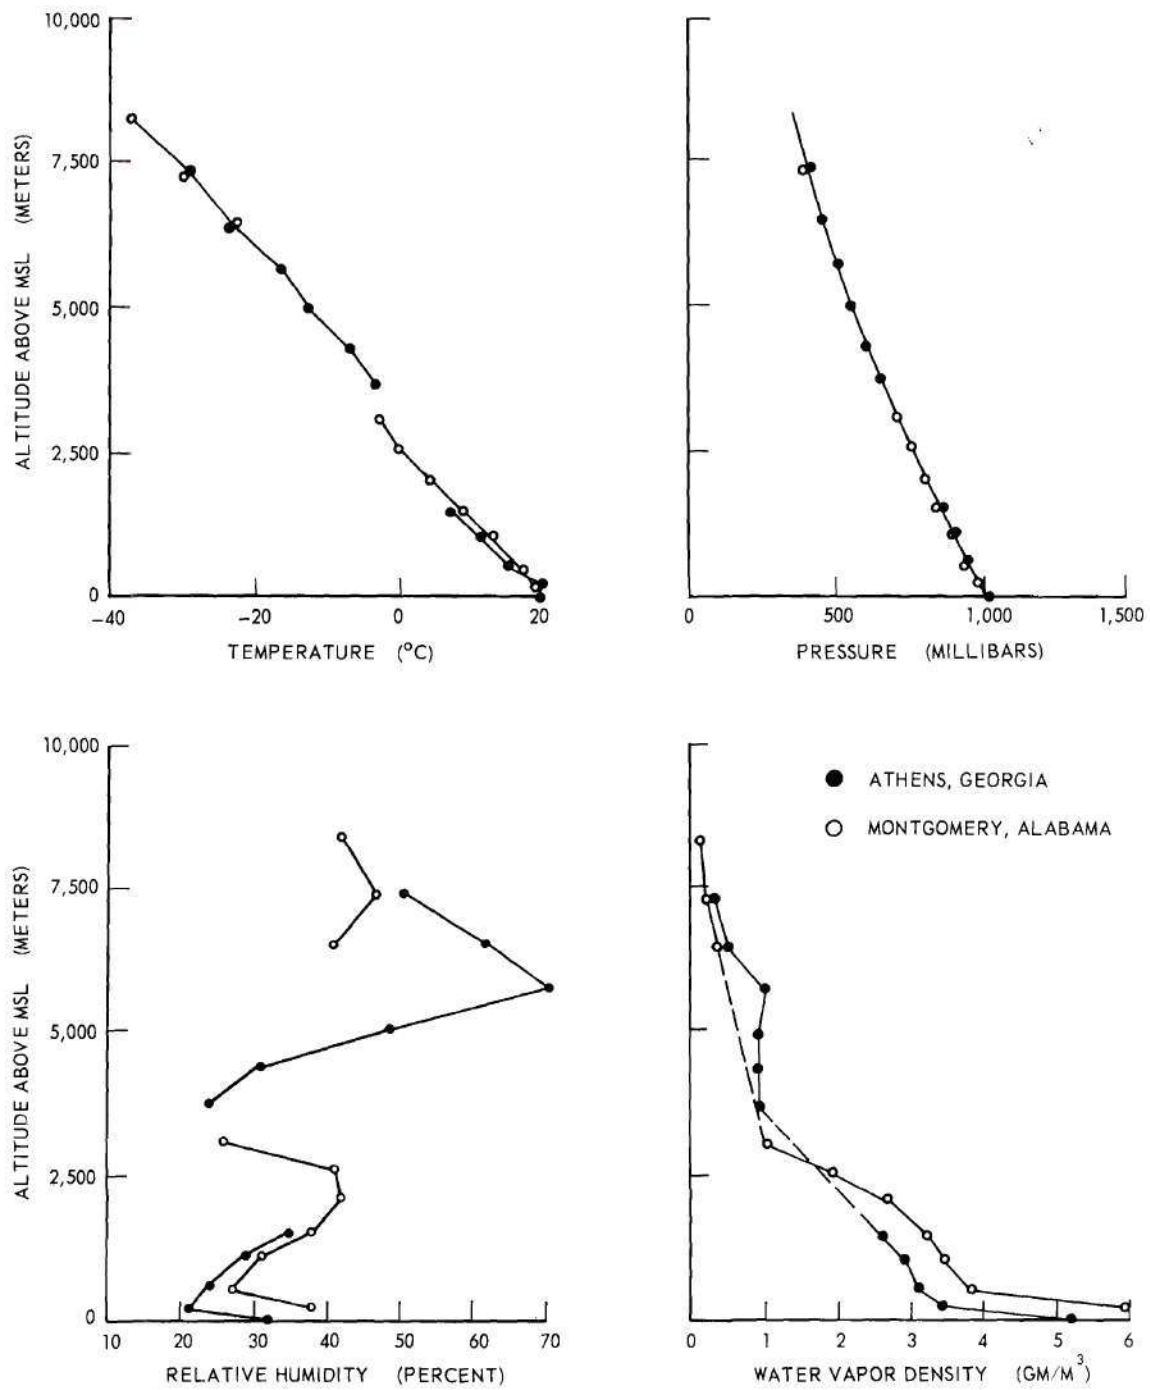 10,000
7,500
5,000
2,500
0
ALTITUDE ABOVE MSL (METERS)
-40 -20 0 20
TEMPERATURE (°C)
0 500 1,000 1,500
PRESSURE (MILLIBARS)
10,000
7,500
5,000
2,500
0
ALTITUDE ABOVE MSL (METERS)
10 20 30 40 50 60 70
RELATIVE HUMIDITY (PERCENT)
ATHENS, GEORGIA
MONTGOMERY, ALABAMA
0 1 2 3 4 5 6
WATER VAPOR DENSITY (GM/M³)